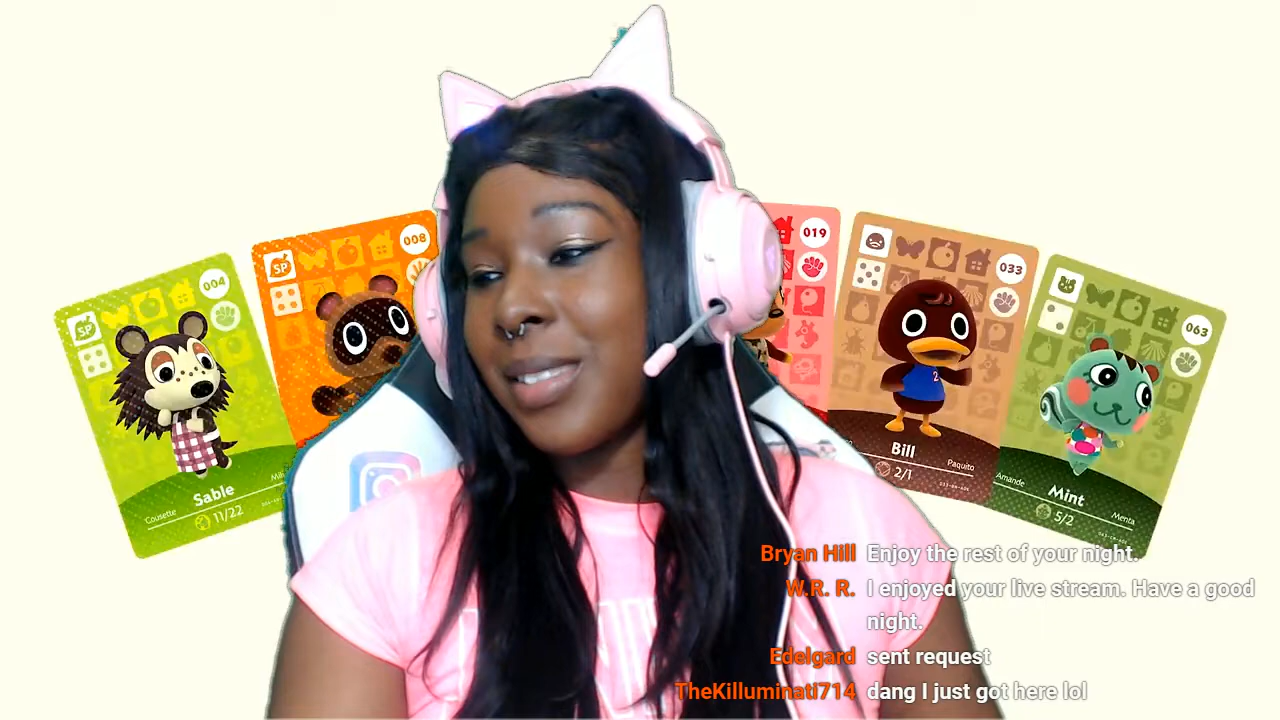 SP
004
Sable
Cousette
11/22
SP
008
019
033
2
Bill
Paquito
2/1
063
Mint
Amande
Menta
5/2
Bryan Hill Enjoy the rest of your night.
W.R. R. I enjoyed your live stream. Have a good
night.
Edelgard sent request
TheKilluminatI714 dang I just got here lol